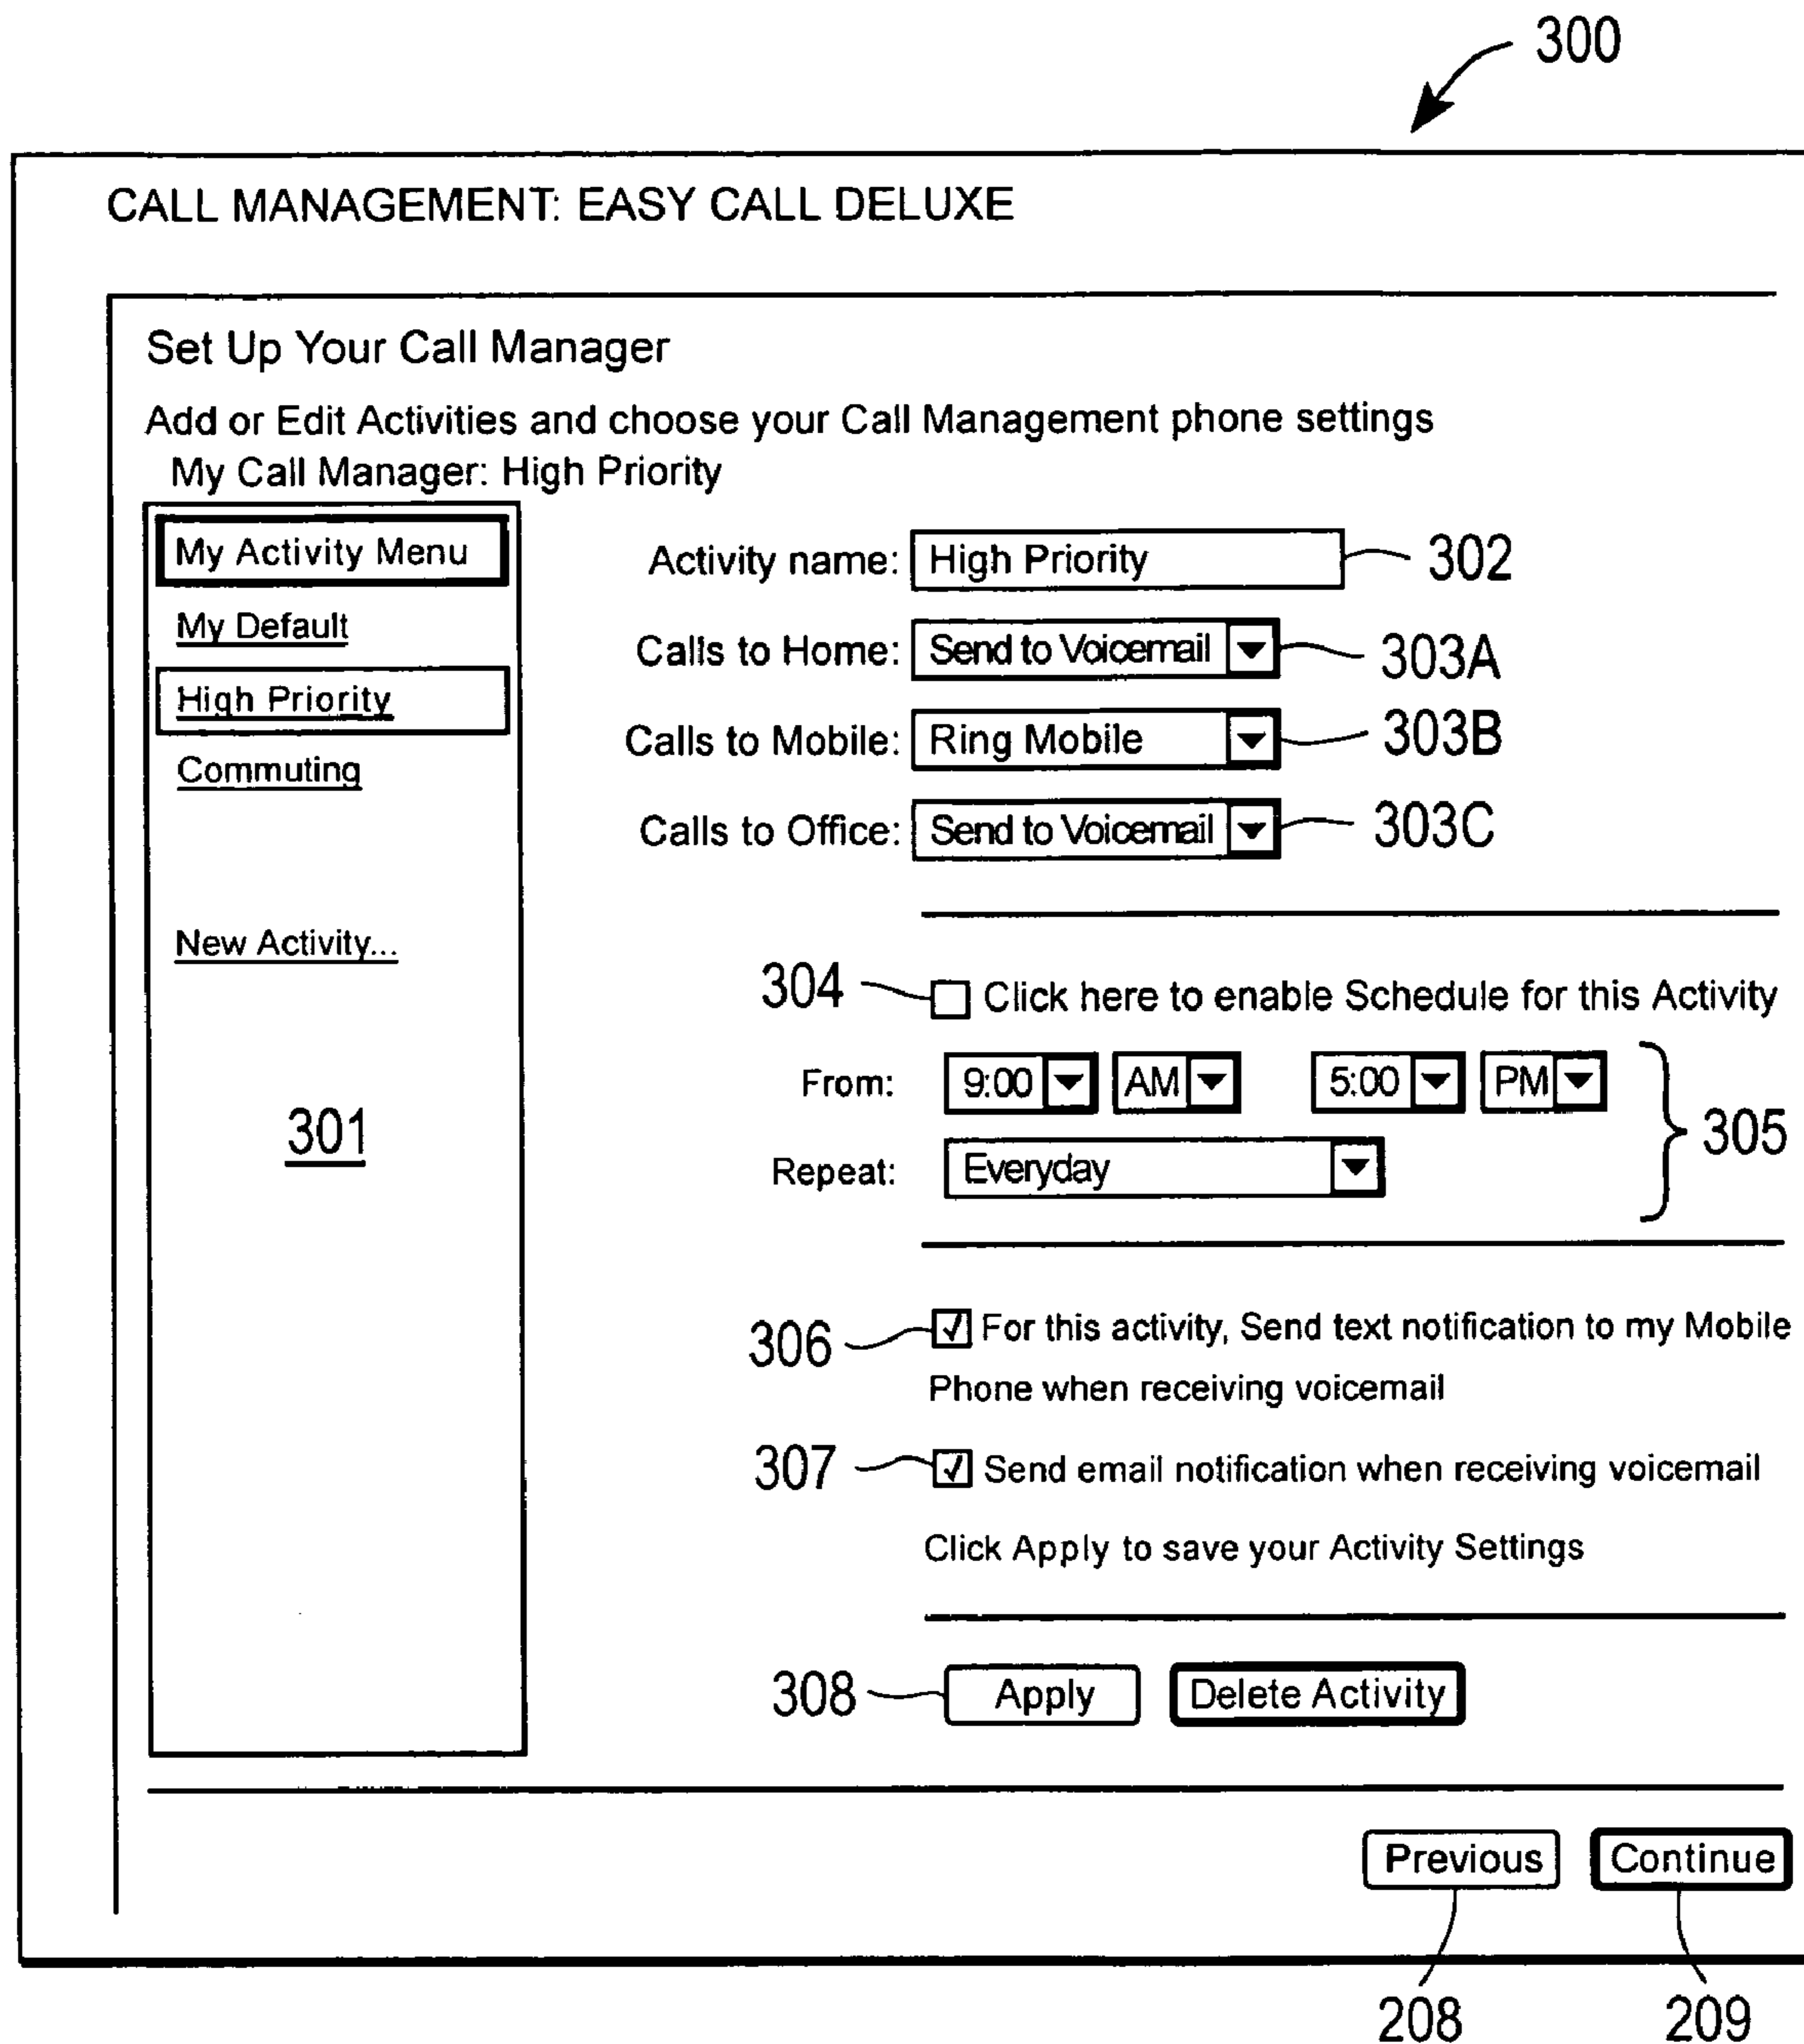 300
CALL MANAGEMENT: EASY CALL DELUXE
Set Up Your Call Manager
Add or Edit Activities and choose your Call Management phone settings
My Call Manager: High Priority
My Activity Menu
My Default
High Priority
Commuting
New Activity...
301
Activity name: High Priority 302
Calls to Home: Send to Voicemail 303A
Calls to Mobile: Ring Mobile 303B
Calls to Office: Send to Voicemail 303C
304 Click here to enable Schedule for this Activity
From: 9:00 AM 5:00 PM
305
Repeat: Everyday
306 For this activity, Send text notification to my Mobile
Phone when receiving voicemail
307 Send email notification when receiving voicemail
Click Apply to save your Activity Settings
308 Apply Delete Activity
Previous Continue
208 209